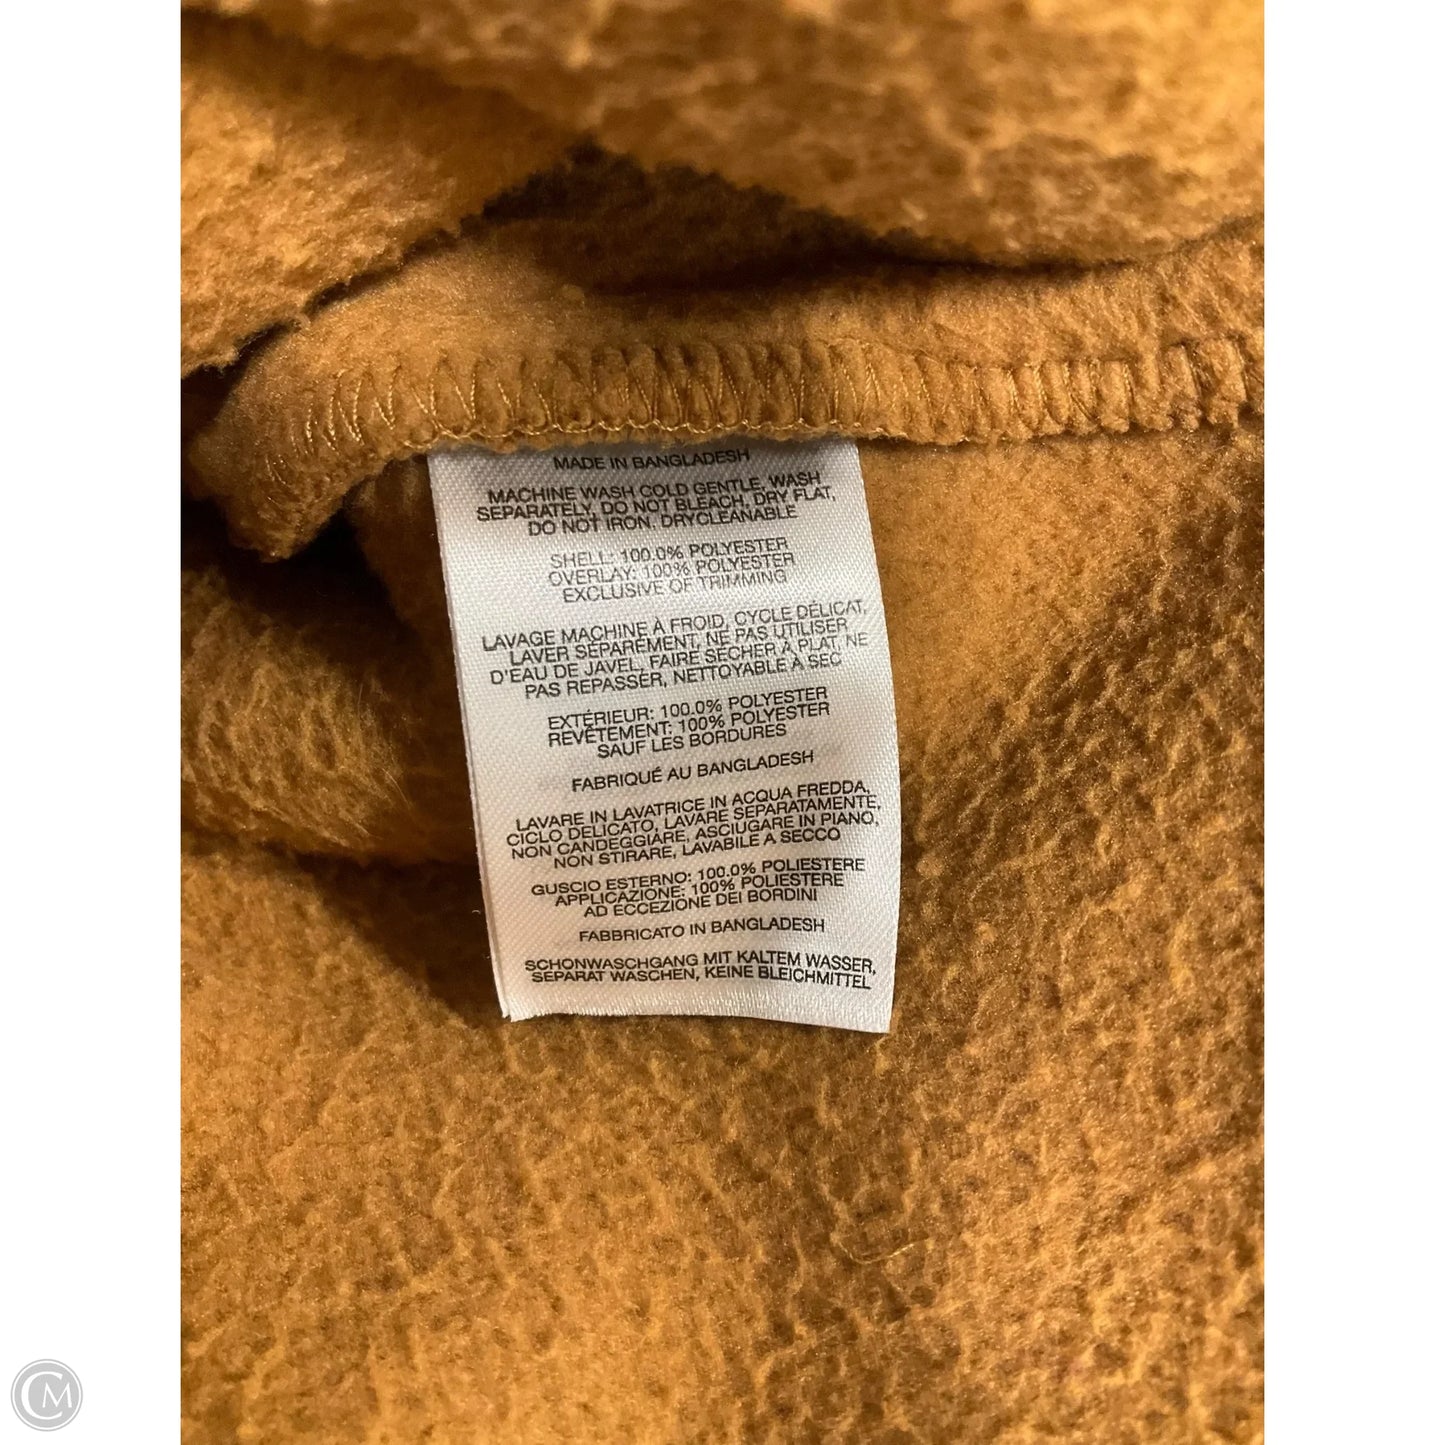 MADE IN BANGLADESH
MACHINE WASH COLD GENTLE, WASH
SEPARATELY, DO NOT BLEACH, DRY FLAT,
DO NOT IRON. DRYCLEANABLE
SHELL: 100.0% POLYESTER
OVERLAY: 100% POLYESTER
EXCLUSIVE OF TRIMMING
LAVAGE MACHINE À FROID, CYCLE DÉLICAT,
LAVER SÉPARÉMENT, NE PAS UTILISER
D'EAU DE JAVEL, FAIRE SÉCHER À PLAT, NE
PAS REPASSER, NETTOYABLE À SEC
EXTÉRIEUR: 100.0% POLYESTER
REVÊTEMENT: 100% POLYESTER
SAUF LES BORDURES
FABRIQUÉ AU BANGLADESH
LAVARE IN LAVATRICE IN ACQUA FREDDA,
CICLO DELICATO, LAVARE SEPARATAMENTE,
NON CANDEGGIARE, ASCIUGARE IN PIANO,
NON STIRARE, LAVABILE A SECCO
GUSCIO ESTERNO: 100.0% POLIESTERE
APPLICAZIONE: 100% POLIESTERE
AD ECCEZIONE DEI BORDINI
FABBRICATO IN BANGLADESH
SCHONWASCHGANG MIT KALTEM WASSER,
SEPARAT WASCHEN, KEINE BLEICHMITTEL
CM